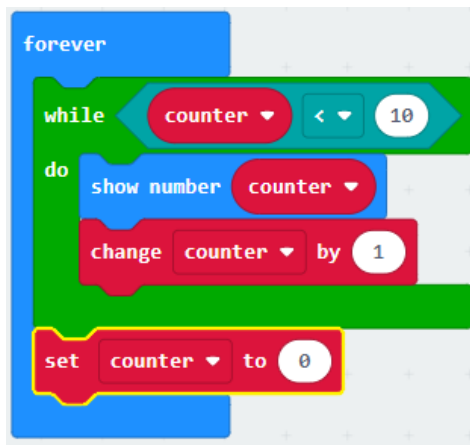 forever
while counter < 10
do
show number counter
change counter by 1
set counter to 0